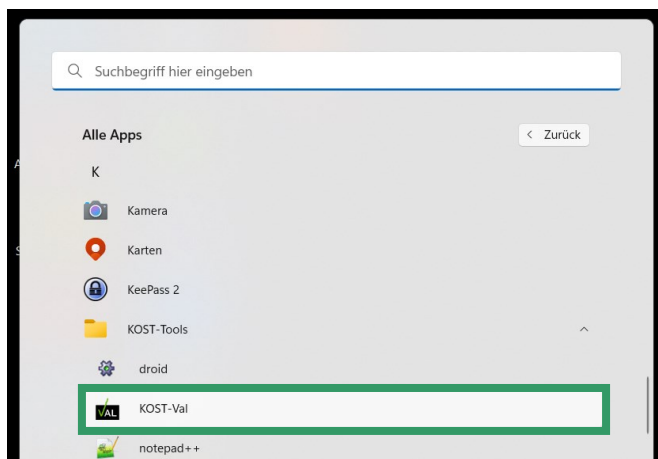 Suchbegriff hier eingeben
Alle Apps
Zurück
K
Kamera
Karten
KeePass 2
KOST-Tools
droid
VAL
KOST-Val
notepad++